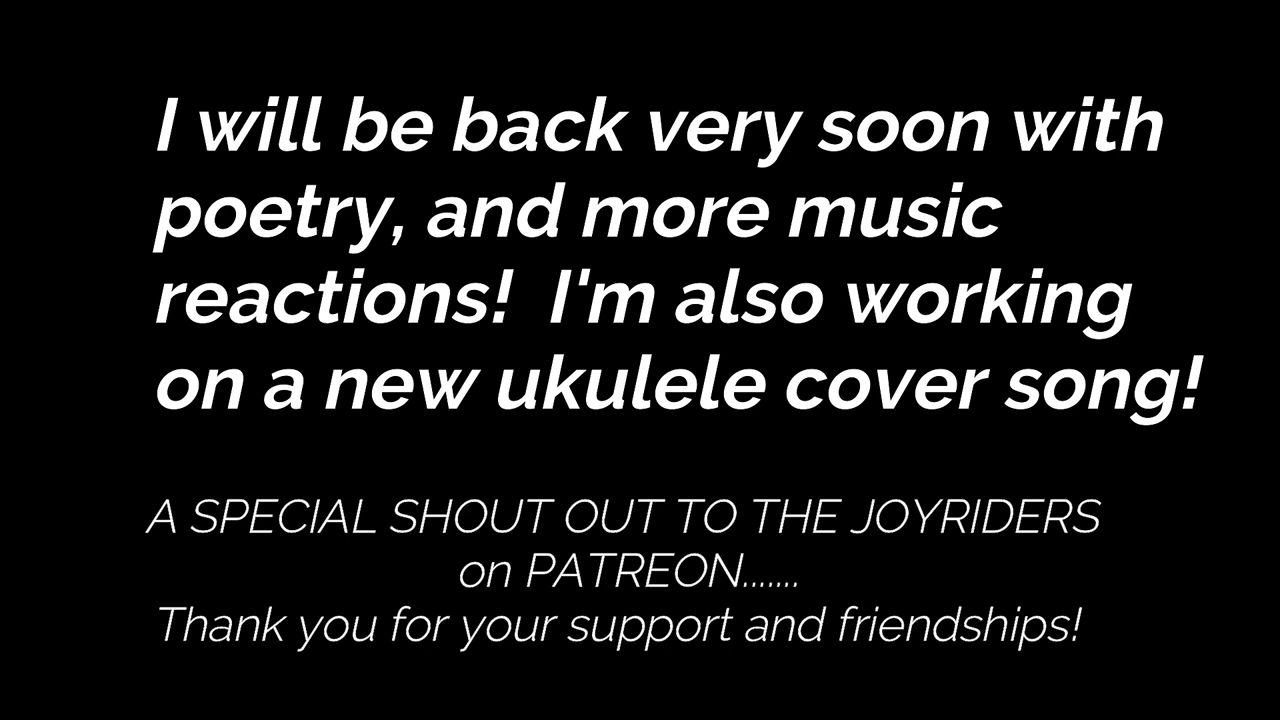 I will be back very soon with
poetry, and more music
reactions!  I'm also working
on a new ukulele cover song!
A SPECIAL SHOUT OUT TO THE JOYRIDERS
on PATREON.......
Thank you for your support and friendships!